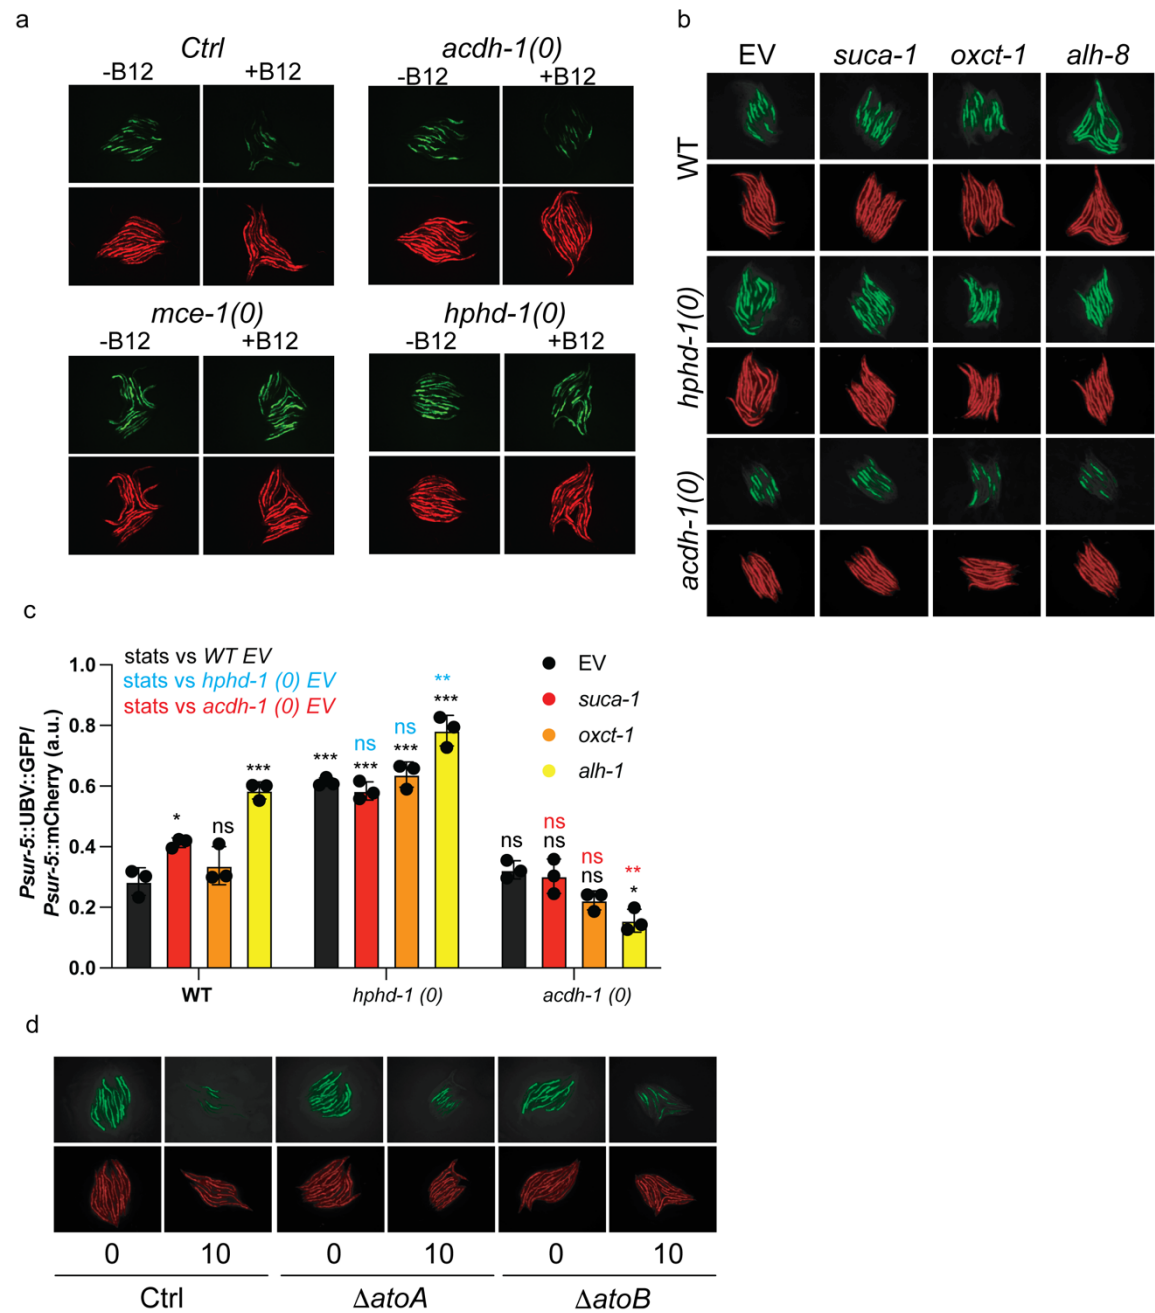 a
Ctrl
-B12 +B12
acdh-1(0)
-B12 +B12
mce-1(0)
-B12 +B12
hphd-1(0)
-B12 +B12
b
EV suca-1 oxct-1 alh-8
WT
hphd-1(0)
acdh-1(0)
c
stats vs WT EV
stats vs hphd-1 (0) EV
stats vs acdh-1 (0) EV
EV
suca-1
oxct-1
alh-1
Psur-5::UBV::GFP/
Psur-5::mCherry (a.u.)
1.0
0.8
0.6
0.4
0.2
0.0
* ns ***
*** ns *** ns *** ** ***
ns ns ns ns ns ** *
WT hphd-1 (0) acdh-1 (0)
d
0 10 0 10 0 10
Ctrl ΔatoA ΔatoB